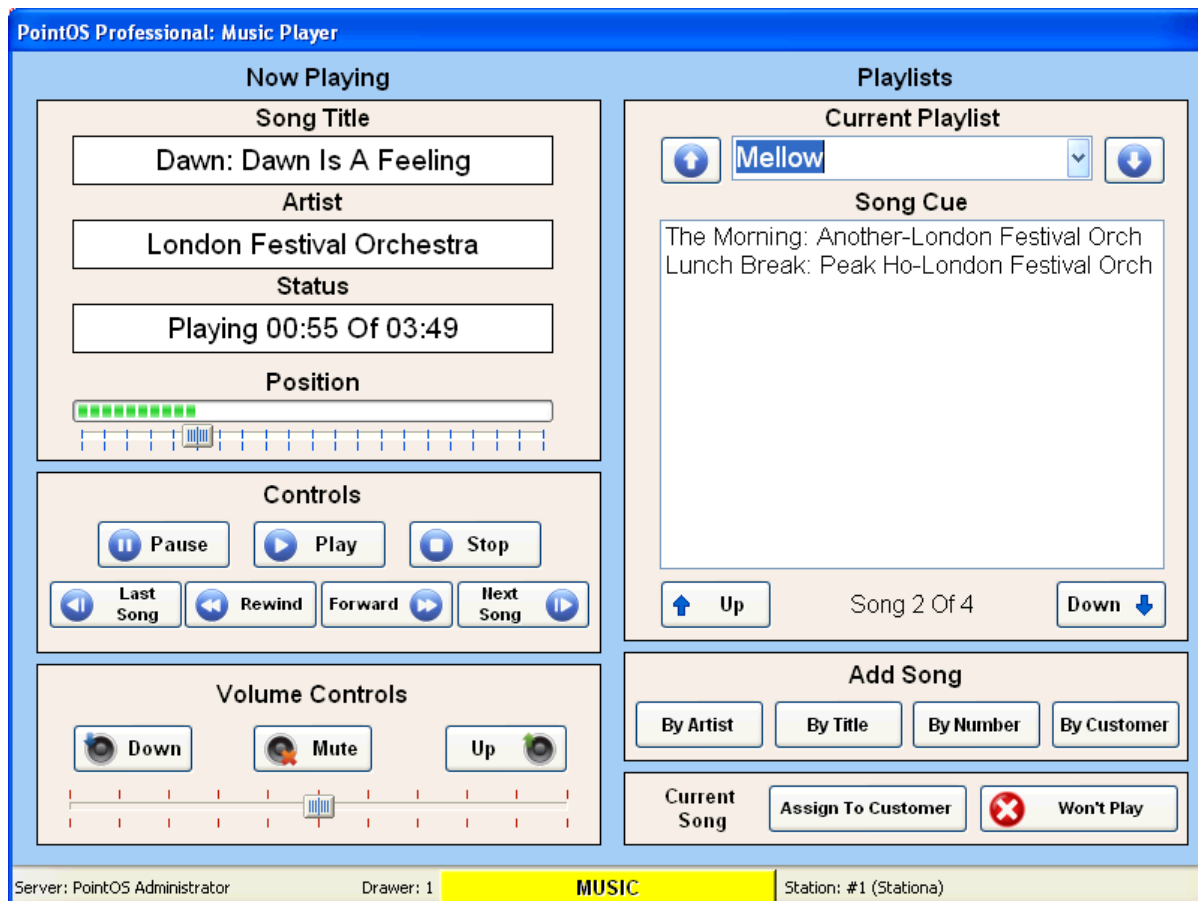 PointOS Professional: Music Player
Now Playing
Song Title
Dawn: Dawn Is A Feeling
Artist
London Festival Orchestra
Status
Playing 00:55 Of 03:49
Position
Controls
Pause
Play
Stop
Last
Song
Rewind
Forward
Next
Song
Volume Controls
Down
Mute
Up
Playlists
Current Playlist
Mellow
Song Cue
The Morning: Another-London Festival Orch
Lunch Break: Peak Ho-London Festival Orch
Up
Song 2 Of 4
Down
Add Song
By Artist
By Title
By Number
By Customer
Current
Song
Assign To Customer
Won't Play
Server: PointOS Administrator
Drawer: 1
MUSIC
Station: #1 (Stationa)